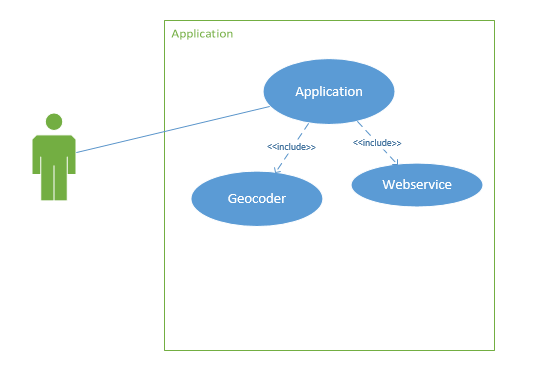 Application
Application
<<include>>
<<include>>
Geocoder
Webservice